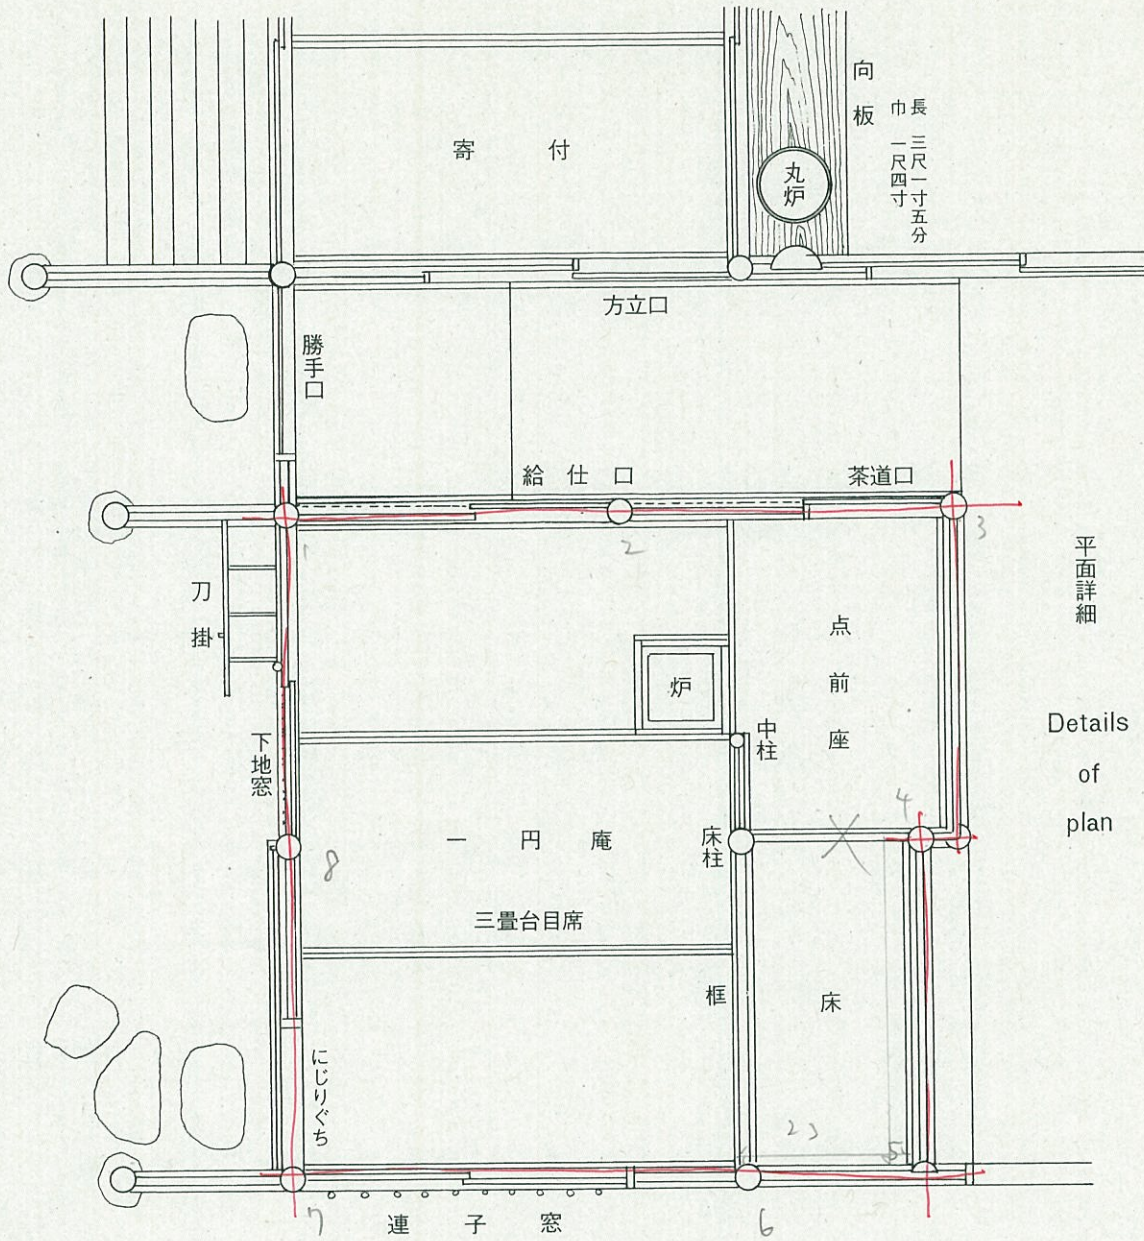 寄付
丸炉
向板
長 三尺一寸五分
巾 一尺四寸
方立口
勝手口
給仕口
茶道口
1
2
3
刀掛
点前座
炉
中柱
平面詳細
Details
of
plan
下地窓
4
一円庵
床柱
8
三畳台目席
框
床
にじりぐち
23
5
7
連子窓
6